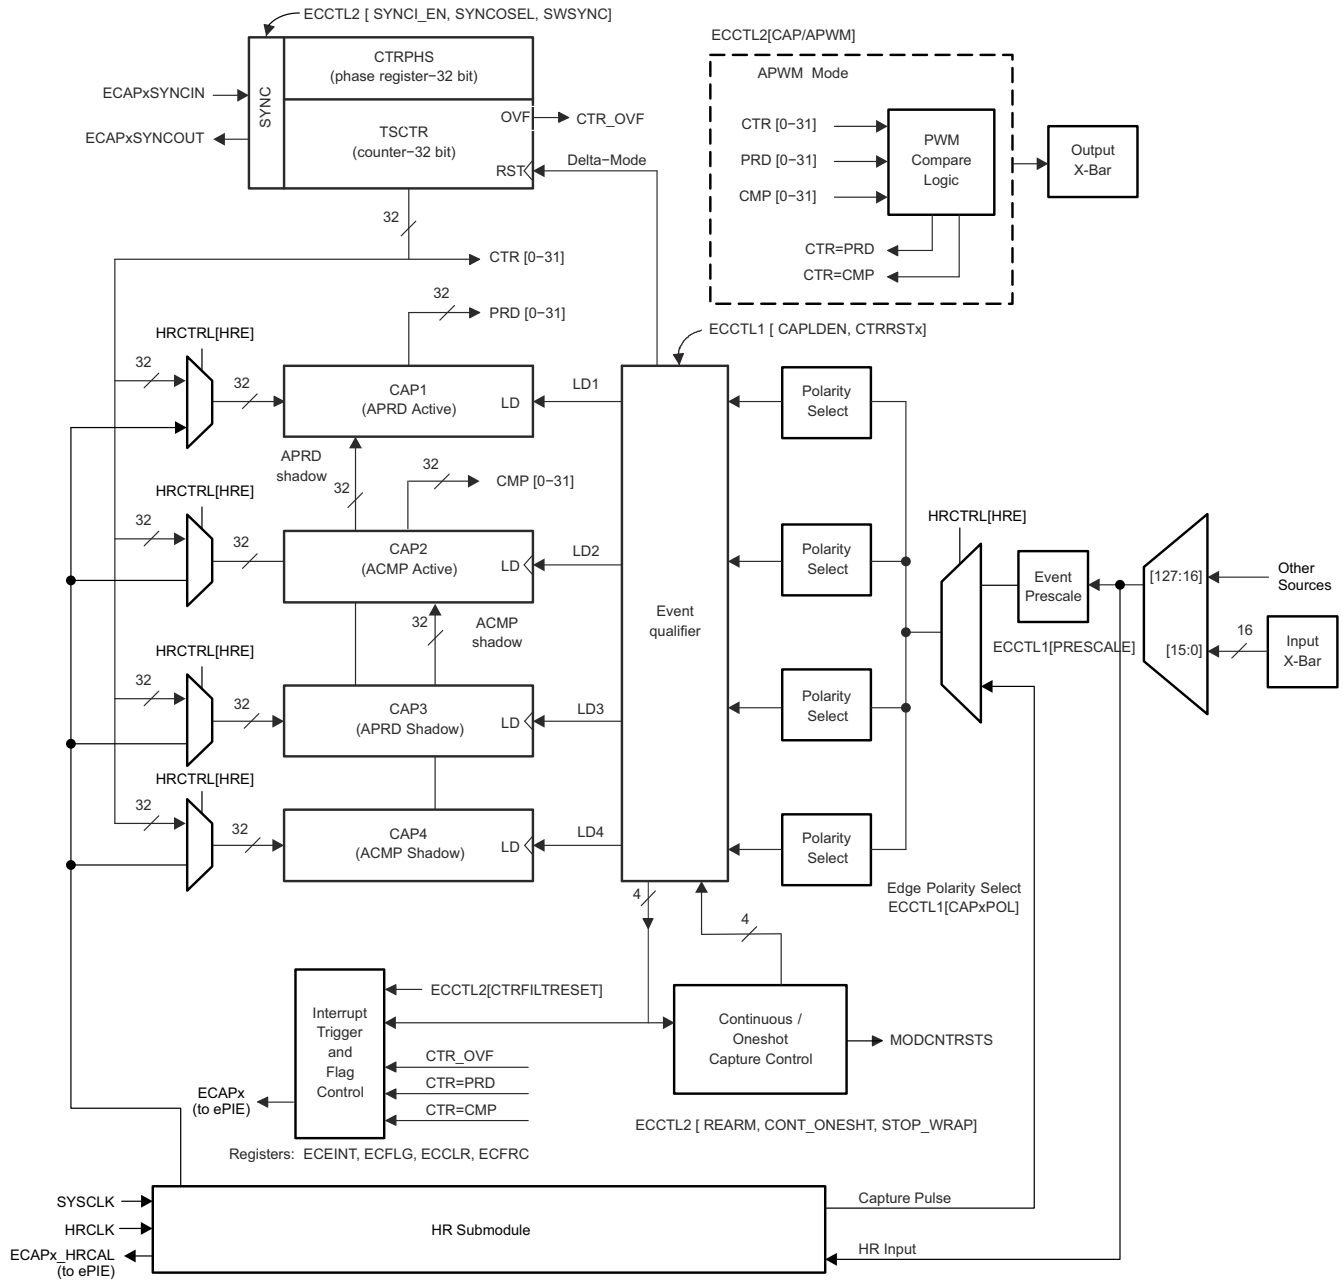 ECCTL2 [ SYNCI_EN, SYNCOSEL, SWSYNC]
SYNC
CTRPHS
(phase register−32 bit)
TSCTR
(counter−32 bit)
OVF
RST
ECAPxSYNCIN
ECAPxSYNCOUT
CTR_OVF
Delta−Mode
ECCTL2[CAP/APWM]
APWM Mode
CTR [0−31]
PRD [0−31]
CMP [0−31]
PWM
Compare
Logic
CTR=PRD
CTR=CMP
Output
X-Bar
32
CTR [0−31]
32
PRD [0−31]
ECCTL1 [ CAPLDEN, CTRRSTx]
HRCTRL[HRE]
32
32
CAP1
(APRD Active)
LD
LD1
Polarity
Select
APRD
shadow
32
32
CMP [0−31]
HRCTRL[HRE]
32
32
CAP2
(ACMP Active)
LD
LD2
Polarity
Select
32
ACMP
shadow
Event
qualifier
HRCTRL[HRE]
Event
Prescale
ECCTL1[PRESCALE]
[127:16]
[15:0]
Other
Sources
16
Input
X-Bar
HRCTRL[HRE]
32
32
CAP3
(APRD Shadow)
LD
LD3
Polarity
Select
HRCTRL[HRE]
32
32
CAP4
(ACMP Shadow)
LD
LD4
Polarity
Select
Edge Polarity Select
ECCTL1[CAPxPOL]
4
4
Interrupt
Trigger
and
Flag
Control
ECCTL2[CTRFILTRESET]
CTR_OVF
CTR=PRD
CTR=CMP
ECAPx
(to ePIE)
Continuous /
Oneshot
Capture Control
MODCNTRSTS
ECCTL2 [ REARM, CONT_ONESHT, STOP_WRAP]
Registers: ECEINT, ECFLG, ECCLR, ECFRC
SYSCLK
HRCLK
ECAPx_HRCAL
(to ePIE)
HR Submodule
Capture Pulse
HR Input